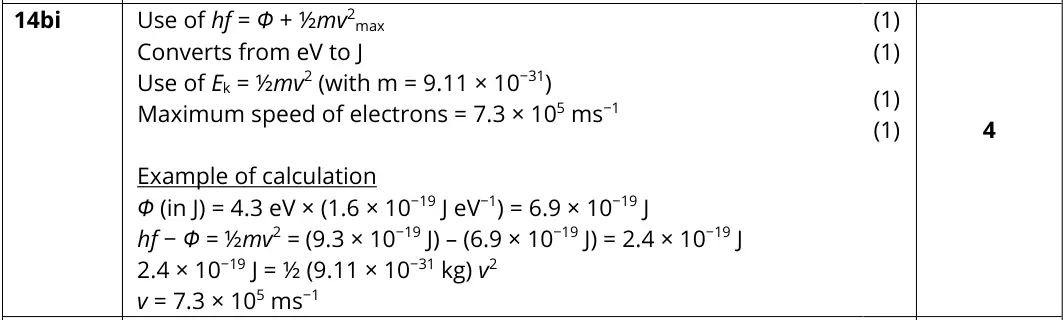 14bi
Use of hf = Φ + ½mv²max (1)
Converts from eV to J (1)
Use of Ek = ½mv² (with m = 9.11 × 10⁻³¹) (1)
Maximum speed of electrons = 7.3 × 10⁵ ms⁻¹ (1)
4
Example of calculation
Φ (in J) = 4.3 eV × (1.6 × 10⁻¹⁹ J eV⁻¹) = 6.9 × 10⁻¹⁹ J
hf − Φ = ½mv² = (9.3 × 10⁻¹⁹ J) – (6.9 × 10⁻¹⁹ J) = 2.4 × 10⁻¹⁹ J
2.4 × 10⁻¹⁹ J = ½ (9.11 × 10⁻³¹ kg) v²
v = 7.3 × 10⁵ ms⁻¹